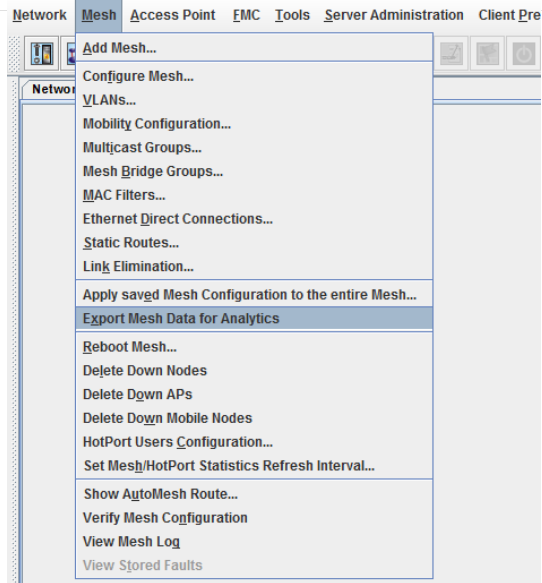 Network Mesh Access Point FMC Tools Server Administration Client Pre
Add Mesh...
Networ
Configure Mesh...
VLANs...
Mobility Configuration...
Multicast Groups...
Mesh Bridge Groups...
MAC Filters...
Ethernet Direct Connections...
Static Routes...
Link Elimination...
Apply saved Mesh Configuration to the entire Mesh...
Export Mesh Data for Analytics
Reboot Mesh...
Delete Down Nodes
Delete Down APs
Delete Down Mobile Nodes
HotPort Users Configuration...
Set Mesh/HotPort Statistics Refresh Interval...
Show AutoMesh Route...
Verify Mesh Configuration
View Mesh Log
View Stored Faults